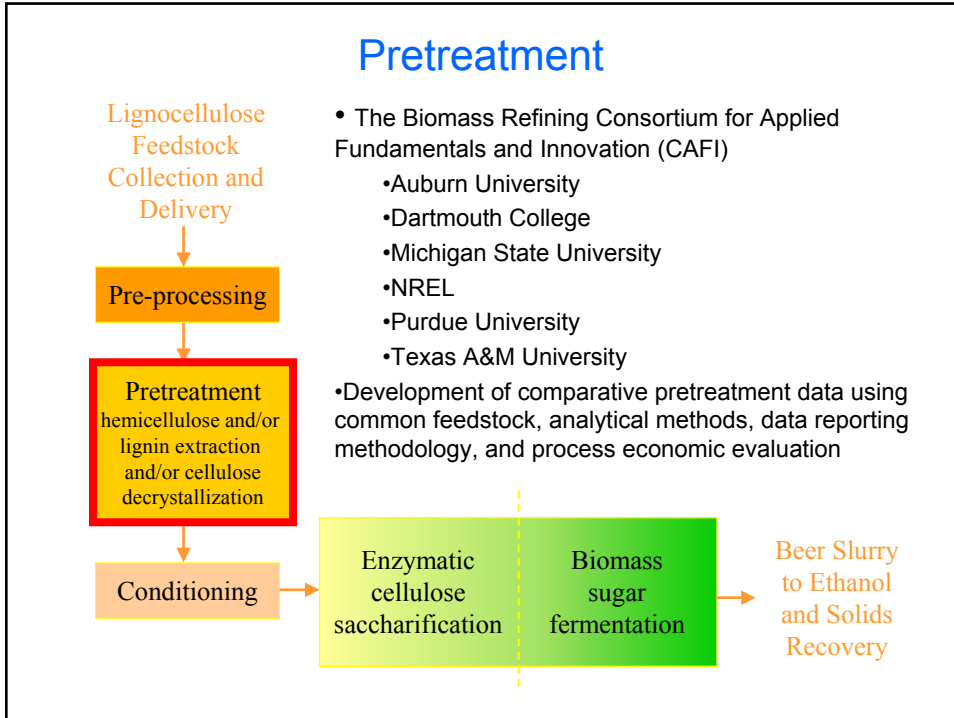 Pretreatment
Lignocellulose
Feedstock
Collection and
Delivery
Pre-processing
Pretreatment
hemicellulose and/or
lignin extraction
and/or cellulose
decrystallization
Conditioning
• The Biomass Refining Consortium for Applied
Fundamentals and Innovation (CAFI)
•Auburn University
•Dartmouth College
•Michigan State University
•NREL
•Purdue University
•Texas A&M University
•Development of comparative pretreatment data using
common feedstock, analytical methods, data reporting
methodology, and process economic evaluation
Enzymatic
cellulose
saccharification
Biomass
sugar
fermentation
Beer Slurry
to Ethanol
and Solids
Recovery